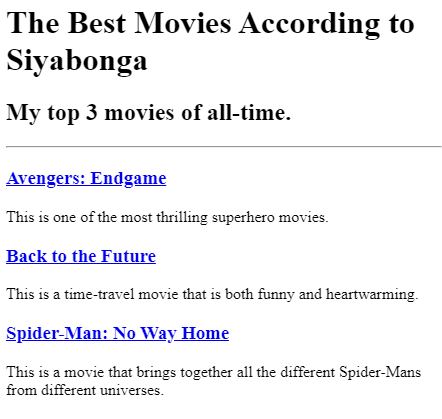 The Best Movies According to
Siyabonga
My top 3 movies of all-time.
Avengers: Endgame
This is one of the most thrilling superhero movies.
Back to the Future
This is a time-travel movie that is both funny and heartwarming.
Spider-Man: No Way Home
This is a movie that brings together all the different Spider-Mans
from different universes.